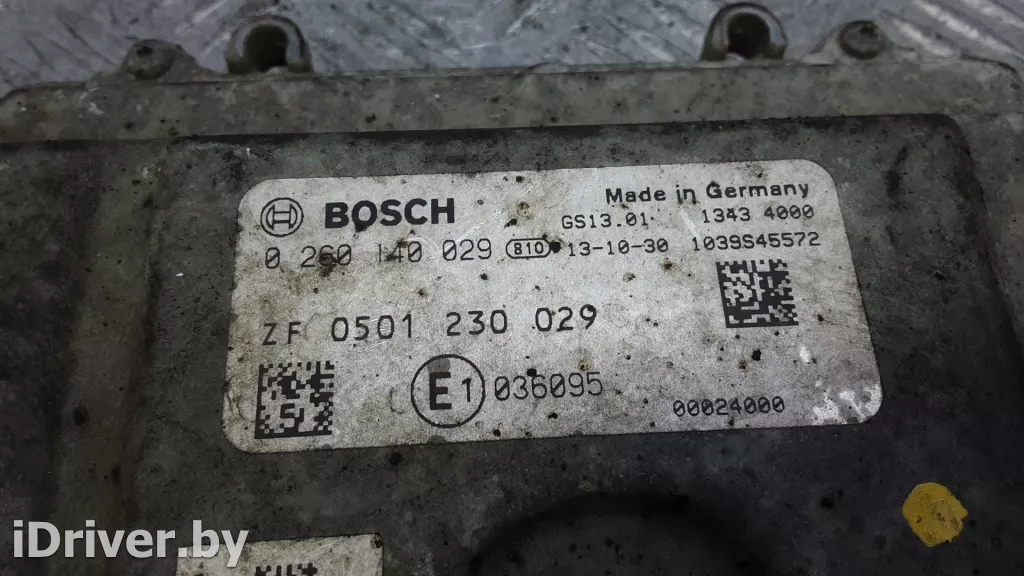 BOSCH
Made in Germany
GS13.01 1343 4000
0 260 140 029 810 13-10-30 1039S45572
ZF 0501 230 029
E1 036095
00024000
iDriver.by